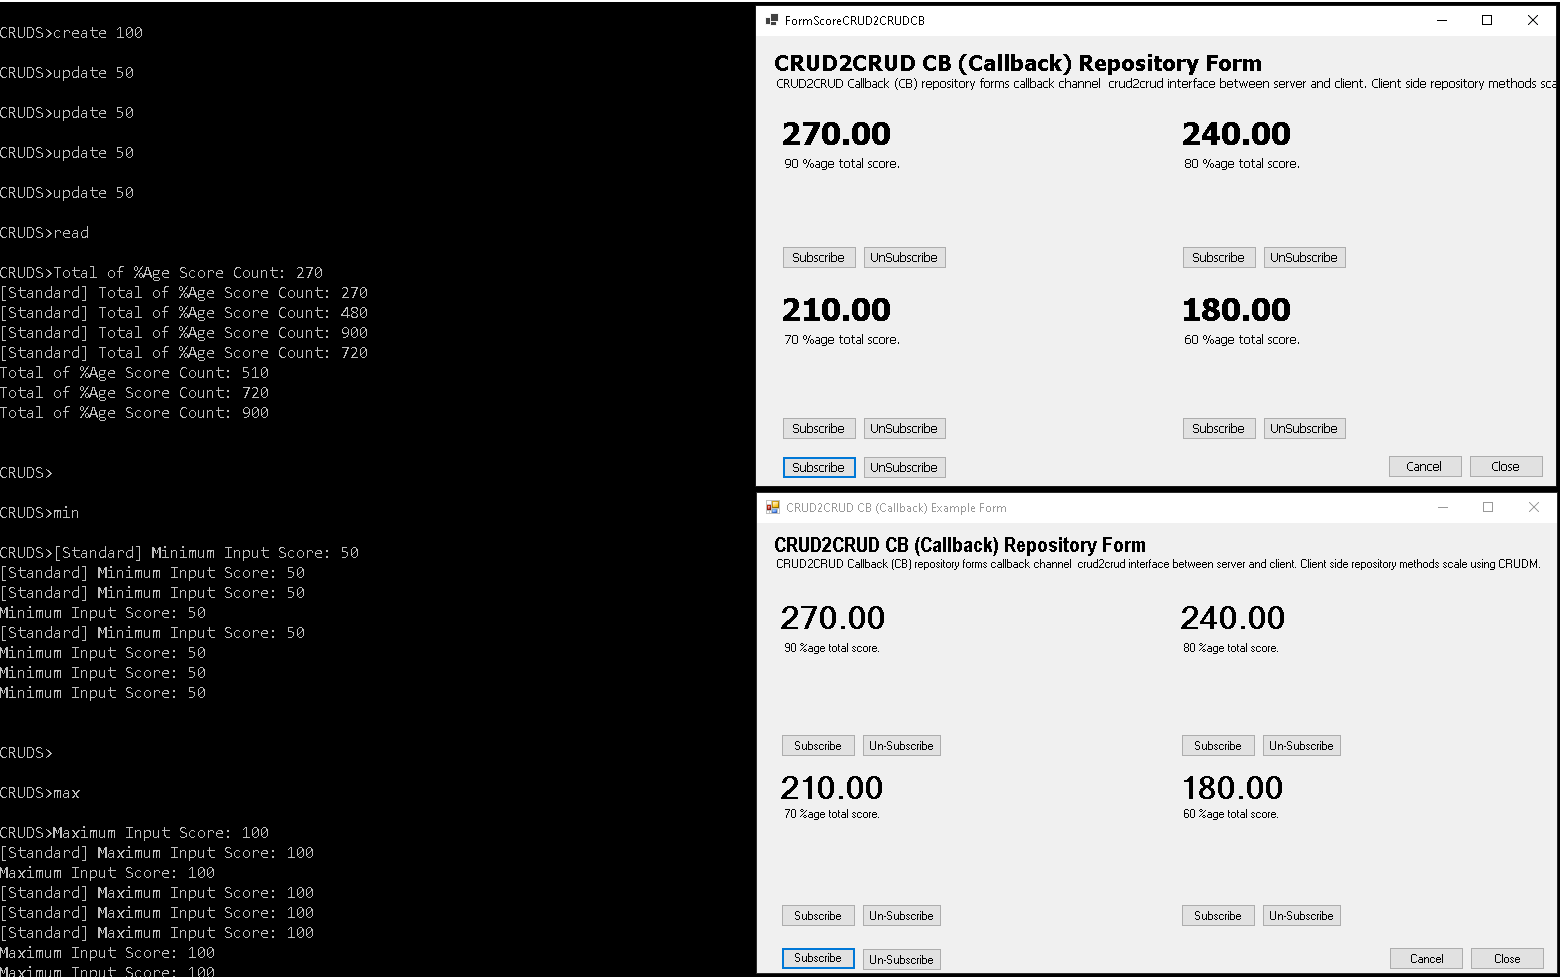 CRUDS>create 100
CRUDS>update 50
CRUDS>update 50
CRUDS>update 50
CRUDS>update 50
CRUDS>read
CRUDS>Total of %Age Score Count: 270
[Standard] Total of %Age Score Count: 270
[Standard] Total of %Age Score Count: 480
[Standard] Total of %Age Score Count: 900
[Standard] Total of %Age Score Count: 720
Total of %Age Score Count: 510
Total of %Age Score Count: 720
Total of %Age Score Count: 900
CRUDS>
CRUDS>min
CRUDS>[Standard] Minimum Input Score: 50
[Standard] Minimum Input Score: 50
[Standard] Minimum Input Score: 50
Minimum Input Score: 50
[Standard] Minimum Input Score: 50
Minimum Input Score: 50
Minimum Input Score: 50
Minimum Input Score: 50
CRUDS>
CRUDS>max
CRUDS>Maximum Input Score: 100
[Standard] Maximum Input Score: 100
Maximum Input Score: 100
[Standard] Maximum Input Score: 100
[Standard] Maximum Input Score: 100
[Standard] Maximum Input Score: 100
Maximum Input Score: 100
Maximum Input Score: 100
FormScoreCRUD2CRUDCB
CRUD2CRUD CB (Callback) Repository Form
CRUD2CRUD Callback (CB) repository forms callback channel crud2crud interface between server and client. Client side repository methods sca
270.00 240.00
90 %age total score. 80 %age total score.
Subscribe UnSubscribe Subscribe UnSubscribe
210.00 180.00
70 %age total score. 60 %age total score.
Subscribe UnSubscribe Subscribe UnSubscribe
Subscribe UnSubscribe Cancel Close
CRUD2CRUD CB (Callback) Example Form
CRUD2CRUD CB (Callback) Repository Form
CRUD2CRUD Callback (CB) repository forms callback channel crud2crud interface between server and client. Client side repository methods scale using CRUDM.
270.00 240.00
90 %age total score. 80 %age total score.
Subscribe Un-Subscribe Subscribe Un-Subscribe
210.00 180.00
70 %age total score. 60 %age total score.
Subscribe Un-Subscribe Subscribe Un-Subscribe
Subscribe Un-Subscribe Cancel Close